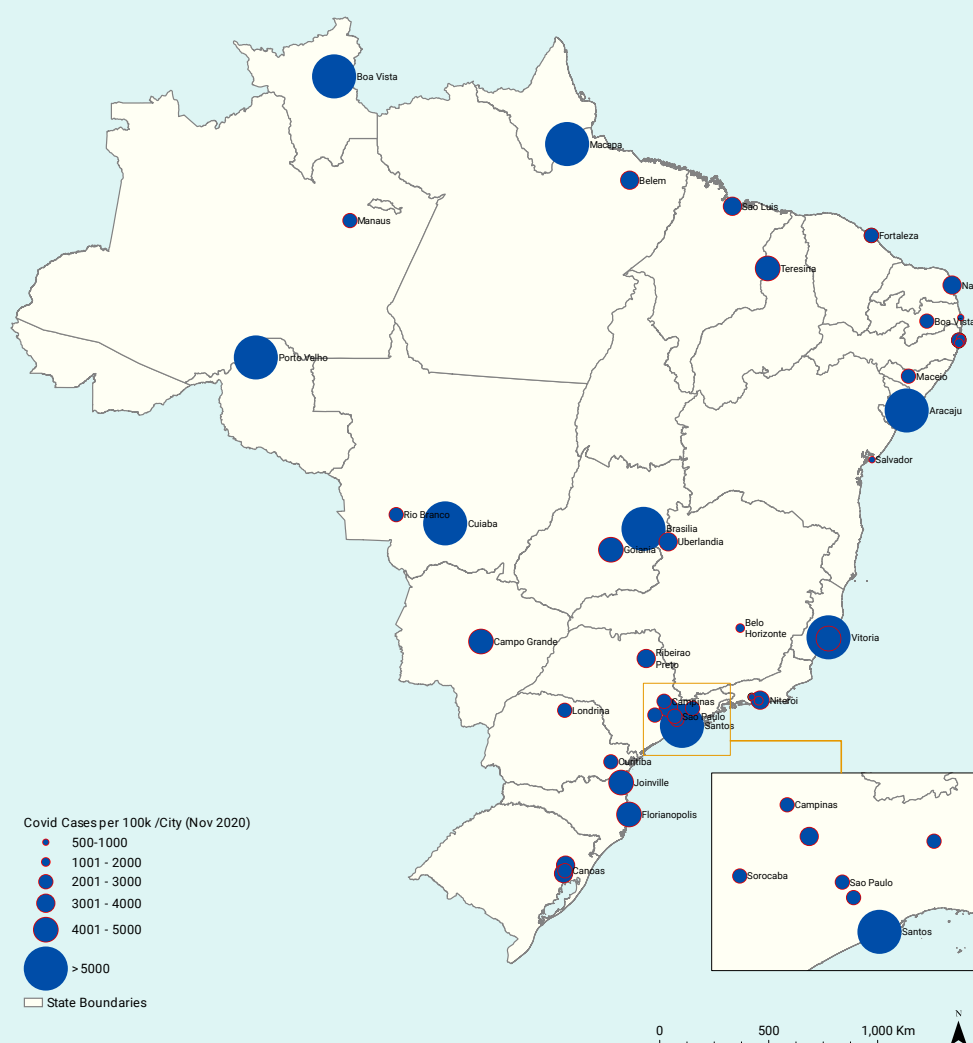 Boa Vista
Macapa
Belem
Manaus
Sao Luis
Fortaleza
Teresina
Na
Boa Vista
Porto Velho
Maceio
Aracaju
Salvador
Rio Branco
Cuiaba
Brasilia
Uberlandia
Goiania
Belo
Horizonte
Vitoria
Campo Grande
Ribeirao
Preto
Campinas
Niteroi
Londrina
Sao Paulo
Santos
Curitiba
Joinville
Florianopolis
Canoas
Campinas
Sorocaba
Sao Paulo
Santos
Covid Cases per 100k /City (Nov 2020)
500-1000
1001 - 2000
2001 - 3000
3001 - 4000
4001 - 5000
> 5000
State Boundaries
N
0 500 1,000 Km